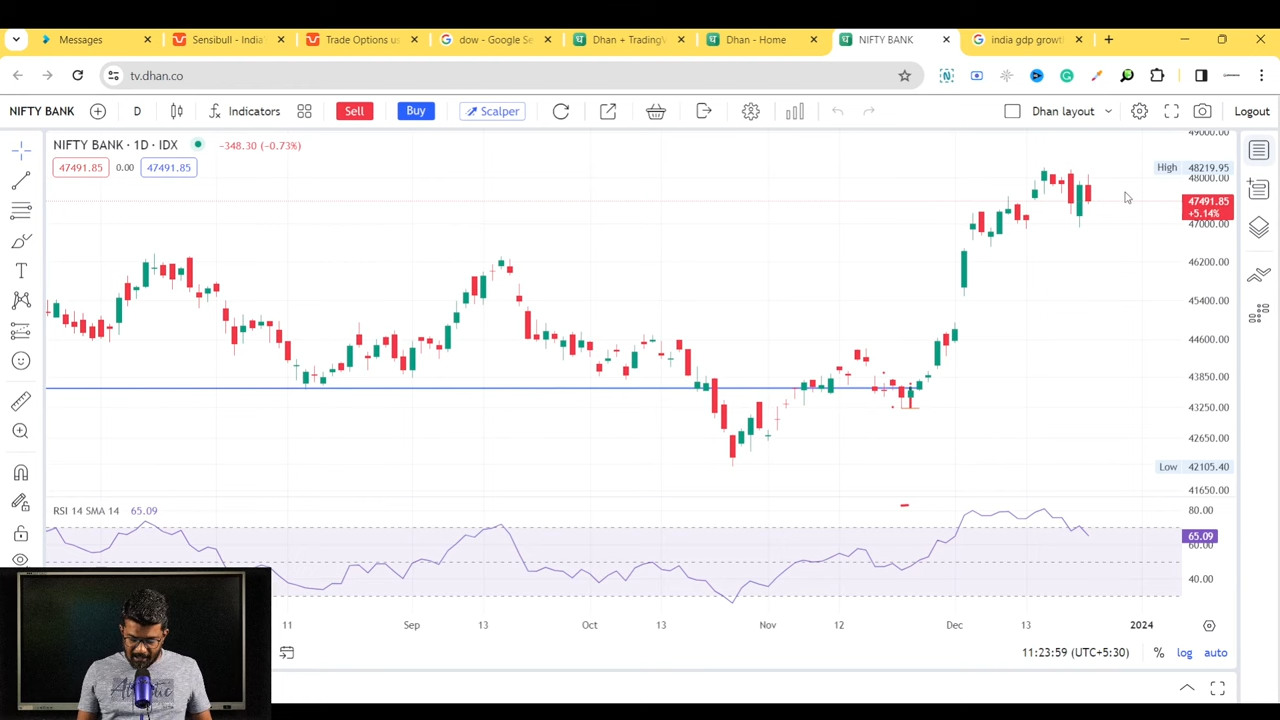 Messages
Sensibull - India'
Trade Options us
dow - Google Se
Dhan + TradingV
Dhan - Home
NIFTY BANK
india gdp growt
tv.dhan.co
NIFTY BANK D Indicators Sell Buy Scalper Dhan layout Logout
NIFTY BANK · 1D · IDX −348.30 (−0.73%)
47491.85 0.00 47491.85
49000.00
High 48219.95
48000.00
47491.85
+5.14%
47000.00
46200.00
45400.00
44600.00
43850.00
43250.00
42650.00
Low 42105.40
41650.00
RSI 14 SMA 14 65.09
80.00
65.09
60.00
40.00
11 Sep 13 Oct 13 Nov 12 Dec 13 2024
11:23:59 (UTC+5:30) % log auto